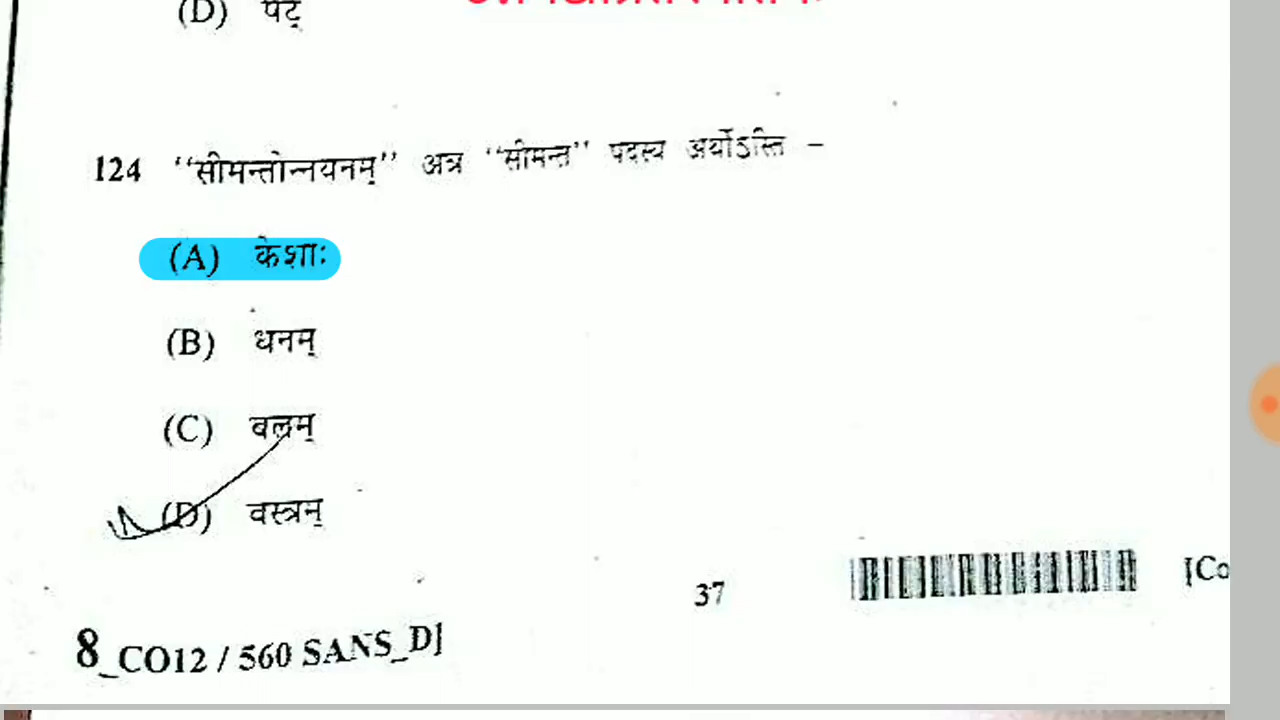 (D) पट्
124 “सीमन्तोन्नयनम्” अत्र “सीमन्त” पदस्य अर्थोऽस्ति –
(A) केशाः
(B) धनम्
(C) बलम्
(D) वस्त्रम्
37 [Co
8_CO12 / 560 SANS_D]